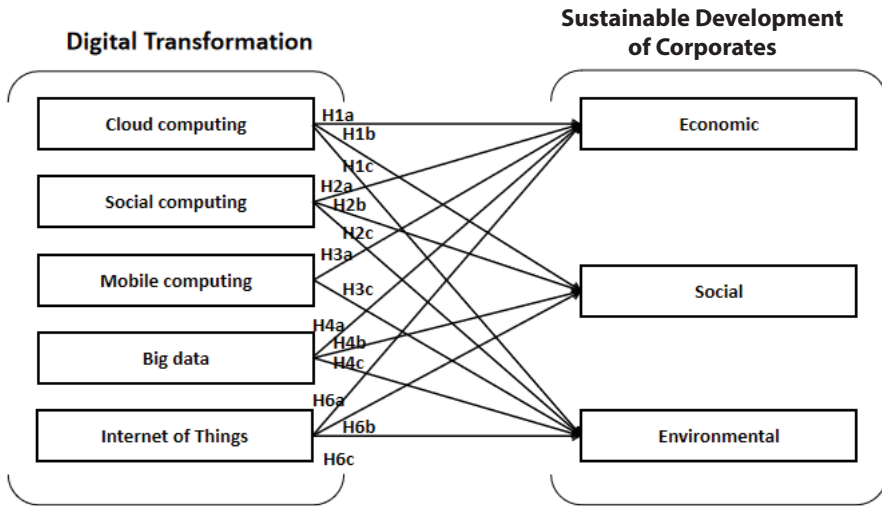 Digital Transformation
Sustainable Development
of Corporates
Cloud computing
Social computing
Mobile computing
Big data
Internet of Things
H1a
H1b
H1c
H2a
H2b
H2c
H3a
H3c
H4a
H4b
H4c
H6a
H6b
H6c
Economic
Social
Environmental